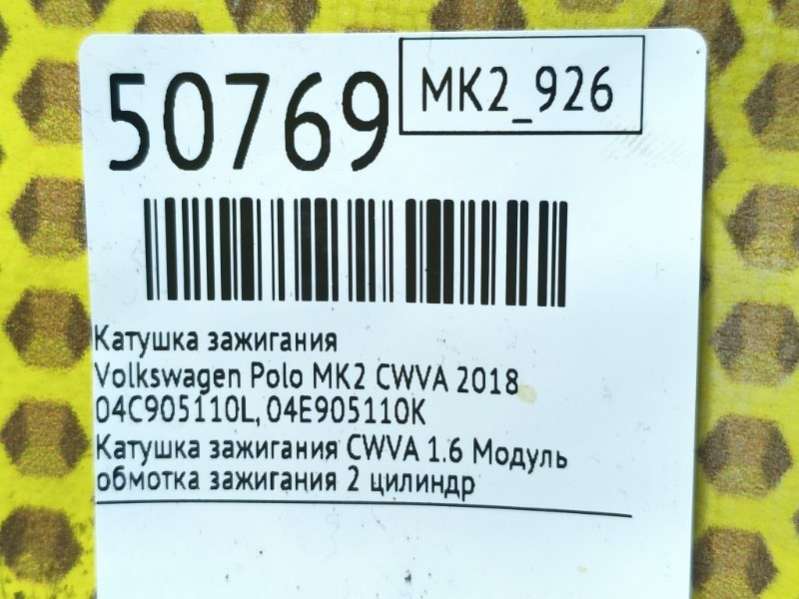 50769
MK2_926
Катушка зажигания
Volkswagen Polo MK2 CWVA 2018
04C905110L, 04E905110K
Катушка зажигания CWVA 1.6 Модуль
обмотка зажигания 2 цилиндр